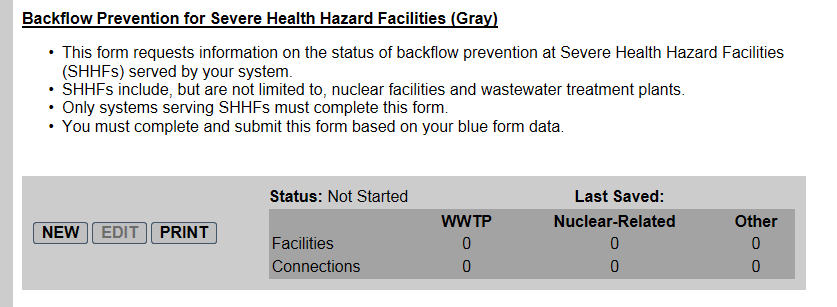 Backflow Prevention for Severe Health Hazard Facilities (Gray)
• This form requests information on the status of backflow prevention at Severe Health Hazard Facilities
(SHHFs) served by your system.
• SHHFs include, but are not limited to, nuclear facilities and wastewater treatment plants.
• Only systems serving SHHFs must complete this form.
• You must complete and submit this form based on your blue form data.
Status: Not Started Last Saved:
WWTP Nuclear-Related Other
NEW EDIT PRINT
Facilities 0 0 0
Connections 0 0 0